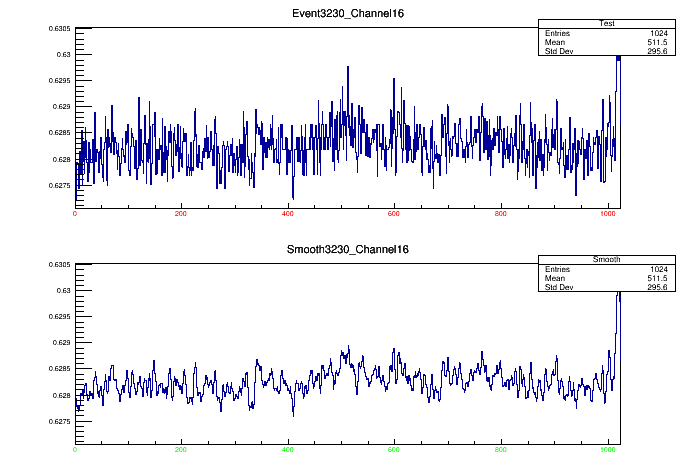 Event3230_Channel16
Test
Entries 1024
Mean 511.5
Std Dev 295.6
0.6305
0.63
0.6295
0.629
0.6285
0.628
0.6275
0 200 400 600 800 1000
Smooth3230_Channel16
Smooth
Entries 1024
Mean 511.5
Std Dev 295.6
0.6305
0.63
0.6295
0.629
0.6285
0.628
0.6275
0 200 400 600 800 1000